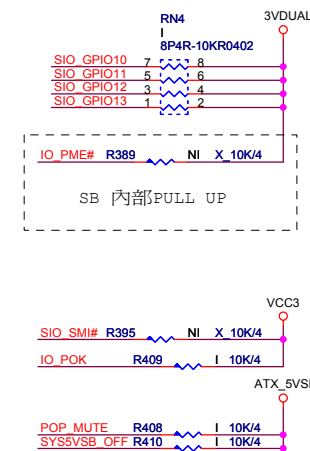 RN4 3VDUAL
I
8P4R-10KR0402
SIO_GPIO10 7 8
SIO_GPIO11 5 6
SIO_GPIO12 3 4
SIO_GPIO13 1 2
IO_PME# R389 NI X_10K/4
SB 內部PULL UP
VCC3
SIO_SMI# R395 NI X_10K/4
IO_POK R409 I 10K/4
ATX_5VS
POP_MUTE R408 I 10K/4
SYS5VSB_OFF R410 I 10K/4